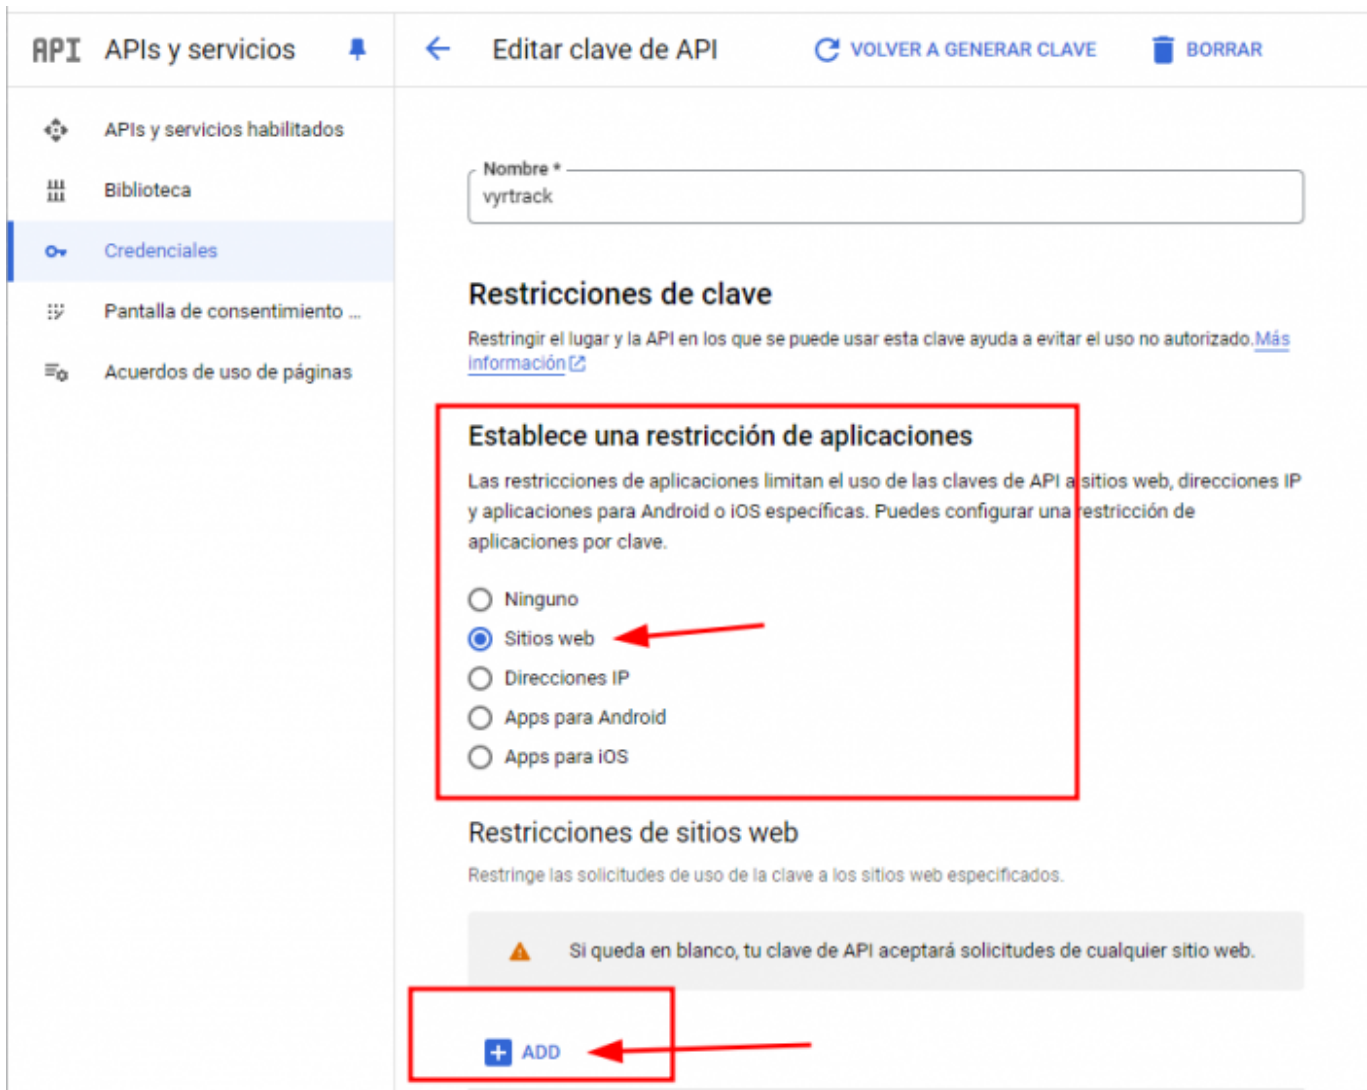 API APIs y servicios
Editar clave de API
VOLVER A GENERAR CLAVE
BORRAR
APIs y servicios habilitados
Biblioteca
Credenciales
Pantalla de consentimiento ...
Acuerdos de uso de páginas
Nombre *
vyrtrack
Restricciones de clave
Restringir el lugar y la API en los que se puede usar esta clave ayuda a evitar el uso no autorizado. Más
información
Establece una restricción de aplicaciones
Las restricciones de aplicaciones limitan el uso de las claves de API a sitios web, direcciones IP
y aplicaciones para Android o iOS específicas. Puedes configurar una restricción de
aplicaciones por clave.
Ninguno
Sitios web
Direcciones IP
Apps para Android
Apps para iOS
Restricciones de sitios web
Restringe las solicitudes de uso de la clave a los sitios web especificados.
Si queda en blanco, tu clave de API aceptará solicitudes de cualquier sitio web.
ADD